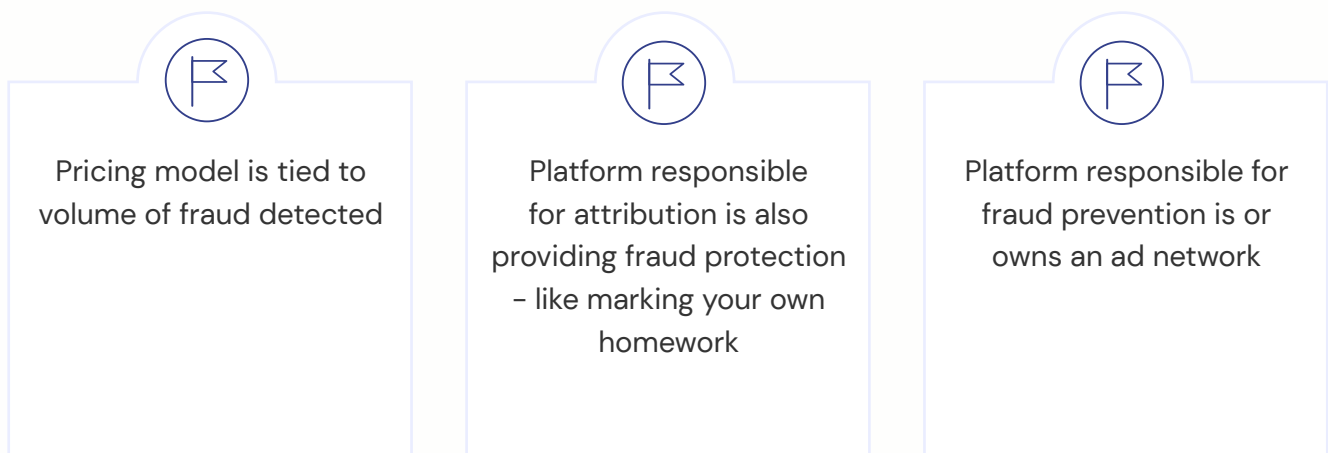 Pricing model is tied to
volume of fraud detected
Platform responsible
for attribution is also
providing fraud protection
- like marking your own
homework
Platform responsible for
fraud prevention is or
owns an ad network